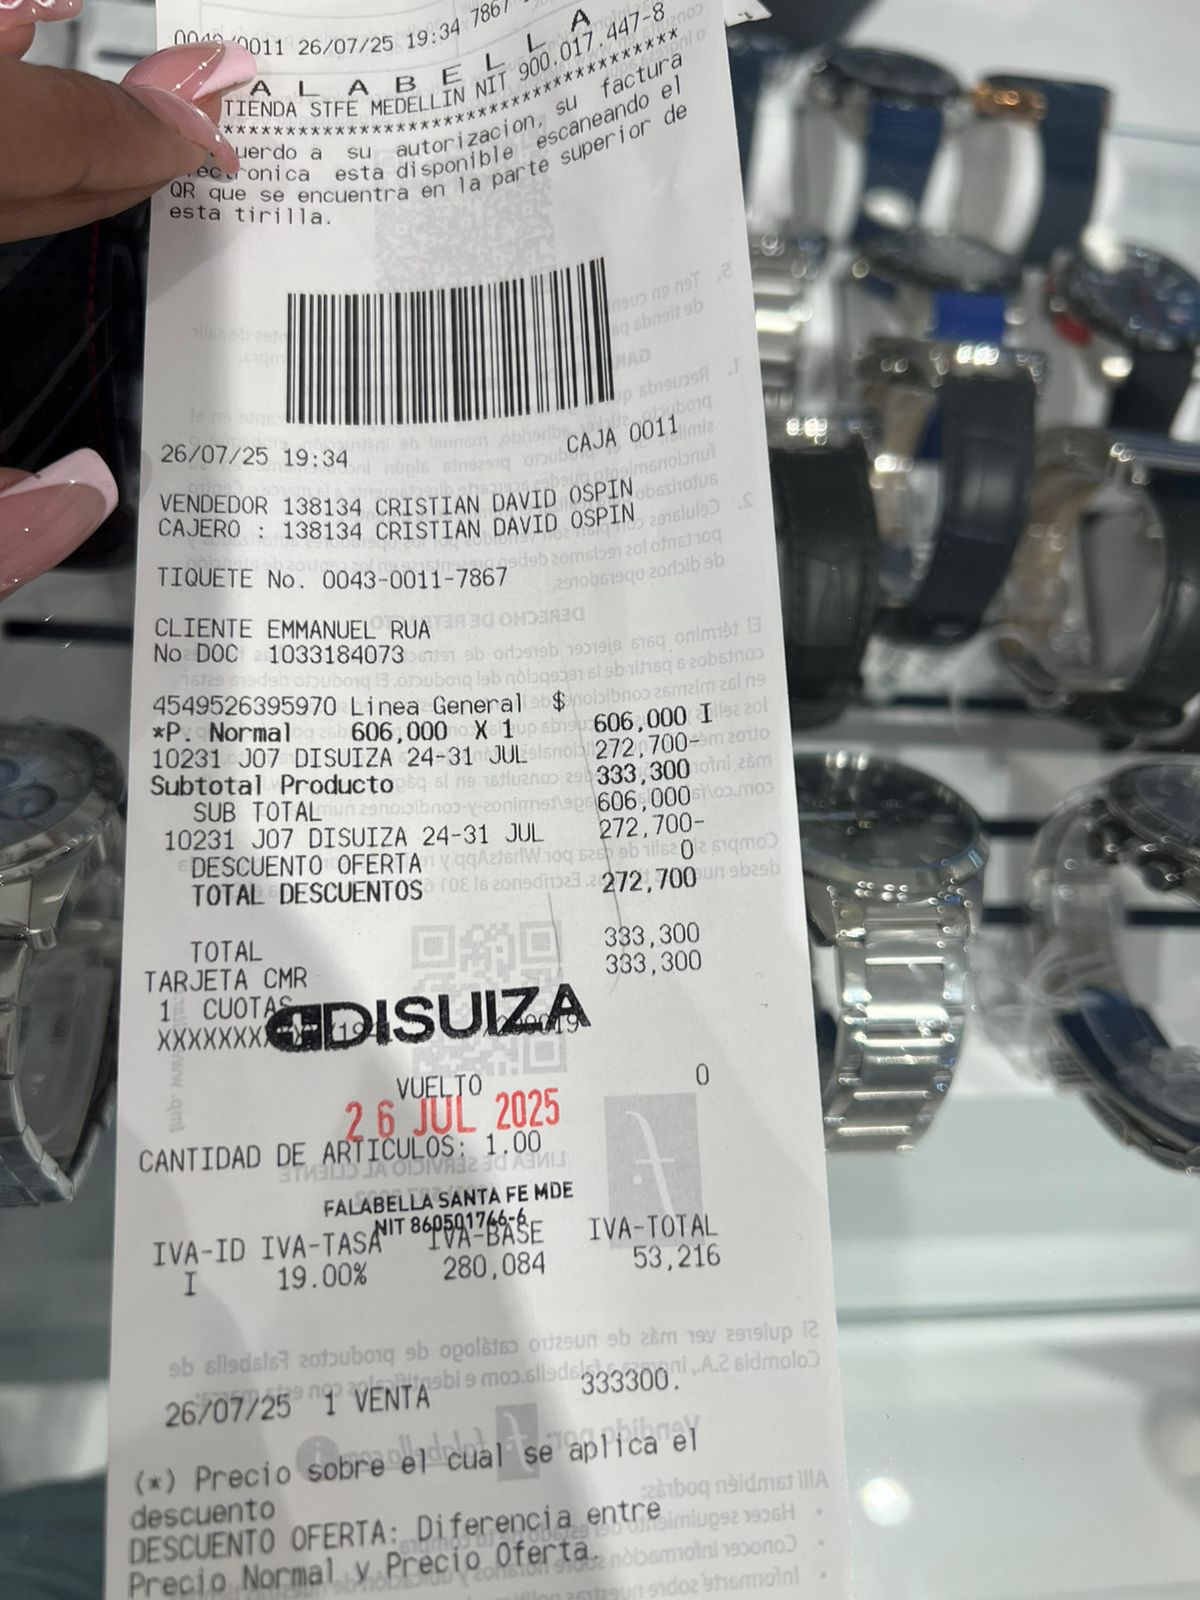 0011 26/07/25 19:34 7867
A L A B E L L A
TIENDA STFE MEDELLIN NIT 900.017.447-8
****************************************
uerdo a su autorizacion, su factura
ectronica esta disponible escaneando el
QR que se encuentra en la parte superior de
esta tirilla.
26/07/25 19:34 CAJA 0011
VENDEDOR 138134 CRISTIAN DAVID OSPIN
CAJERO : 138134 CRISTIAN DAVID OSPIN
TIQUETE No. 0043-0011-7867
CLIENTE EMMANUEL RUA
No DOC 1033184073
4549526395970 Linea General $
*P. Normal 606,000 X 1 606,000 I
10231 J07 DISUIZA 24-31 JUL 272,700-
Subtotal Producto 333,300
SUB TOTAL 606,000
10231 J07 DISUIZA 24-31 JUL 272,700-
DESCUENTO OFERTA 0
TOTAL DESCUENTOS 272,700
TOTAL 333,300
TARJETA CMR 333,300
1 CUOTAS
DISUIZA
VUELTO 0
26 JUL 2025
CANTIDAD DE ARTICULOS: 1.00
FALABELLA SANTA FE MDE
NIT 860501766-6
IVA-ID IVA-TASA IVA-BASE IVA-TOTAL
I 19.00% 280,084 53,216
26/07/25 1 VENTA 333300.
(*) Precio sobre el cual se aplica el
descuento
DESCUENTO OFERTA: Diferencia entre
Precio Normal y Precio Oferta.